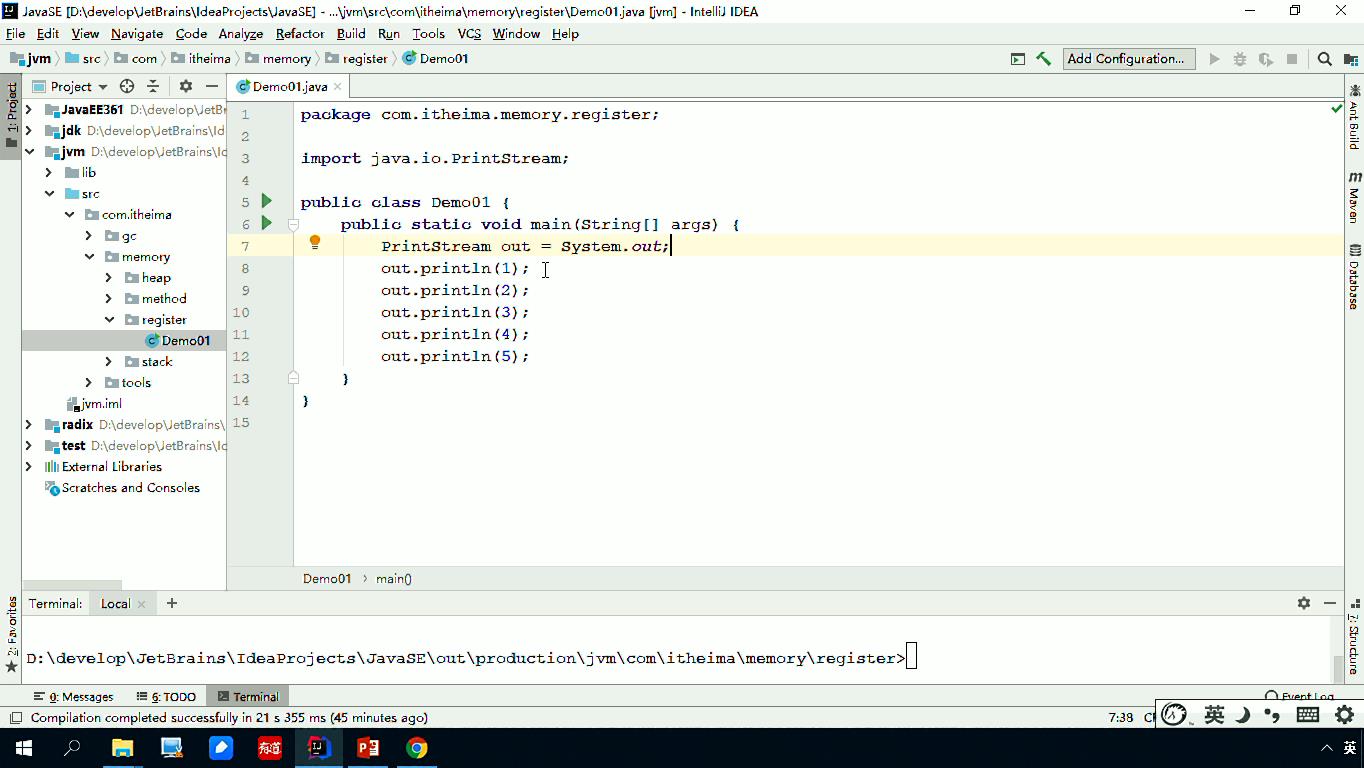 JavaSE [D:\develop\JetBrains\IdeaProjects\JavaSE] - ...\jvm\src\com\itheima\memory\register\Demo01.java [jvm] - IntelliJ IDEA
File Edit View Navigate Code Analyze Refactor Build Run Tools VCS Window Help
jvm src com itheima memory register Demo01 Add Configuration...
1: Project
Project
Demo01.java
JavaEE361 D:\develop\JetBr
jdk D:\develop\JetBrains\Id
jvm D:\develop\JetBrains\Ic
lib
src
com.itheima
gc
memory
heap
method
register
Demo01
stack
tools
jvm.iml
radix D:\develop\JetBrains\
test D:\develop\JetBrains\Ic
External Libraries
Scratches and Consoles
1 package com.itheima.memory.register;
2
3 import java.io.PrintStream;
4
5 public class Demo01 {
6 public static void main(String[] args) {
7 PrintStream out = System.out;
8 out.println(1);
9 out.println(2);
10 out.println(3);
11 out.println(4);
12 out.println(5);
13 }
14 }
15
Demo01 main()
Ant Build
Maven
Database
2: Favorites
7: Structure
Terminal: Local
D:\develop\JetBrains\IdeaProjects\JavaSE\out\production\jvm\com\itheima\memory\register>
0: Messages 6: TODO Terminal Event Log
Compilation completed successfully in 21 s 355 ms (45 minutes ago) 7:38
英
有道
英